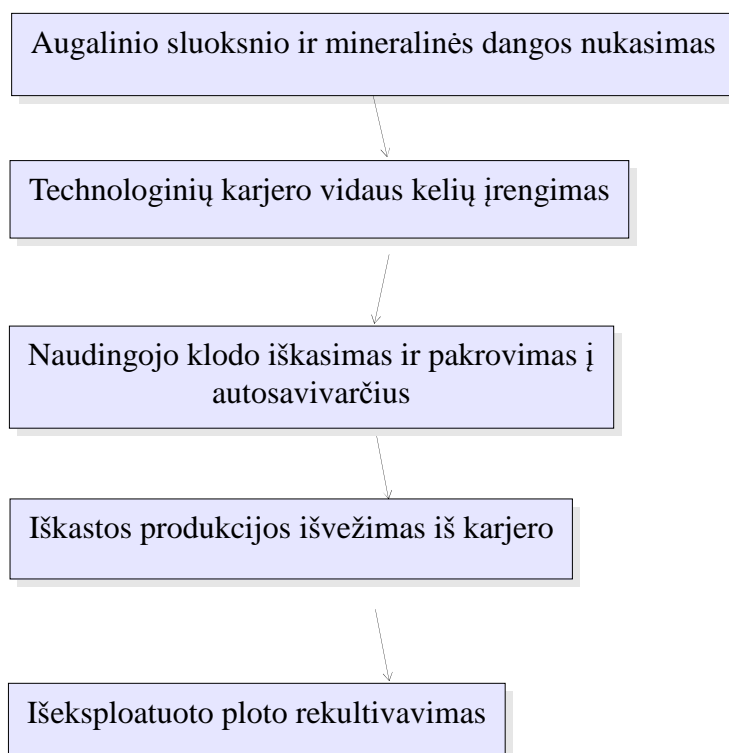 Augalinio sluoksnio ir mineralinės dangos nukasimas
Technologinių karjero vidaus kelių įrengimas
Naudingojo klodo iškasimas ir pakrovimas į
autosavivarčius
Iškastos produkcijos išvežimas iš karjero
Išeksploatuoto ploto rekultivavimas